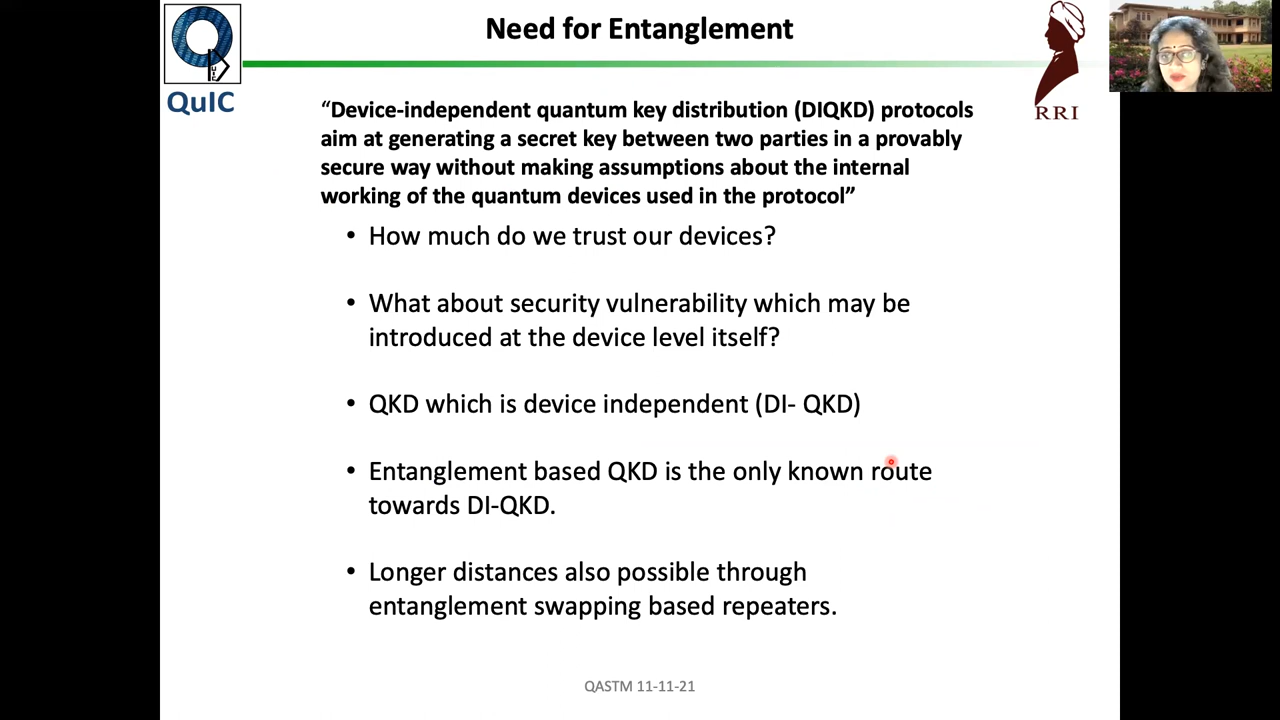 Need for Entanglement
QuIC
RRI
“Device-independent quantum key distribution (DIQKD) protocols
aim at generating a secret key between two parties in a provably
secure way without making assumptions about the internal
working of the quantum devices used in the protocol”
• How much do we trust our devices?
• What about security vulnerability which may be
introduced at the device level itself?
• QKD which is device independent (DI- QKD)
• Entanglement based QKD is the only known route
towards DI-QKD.
• Longer distances also possible through
entanglement swapping based repeaters.
QASTM 11-11-21